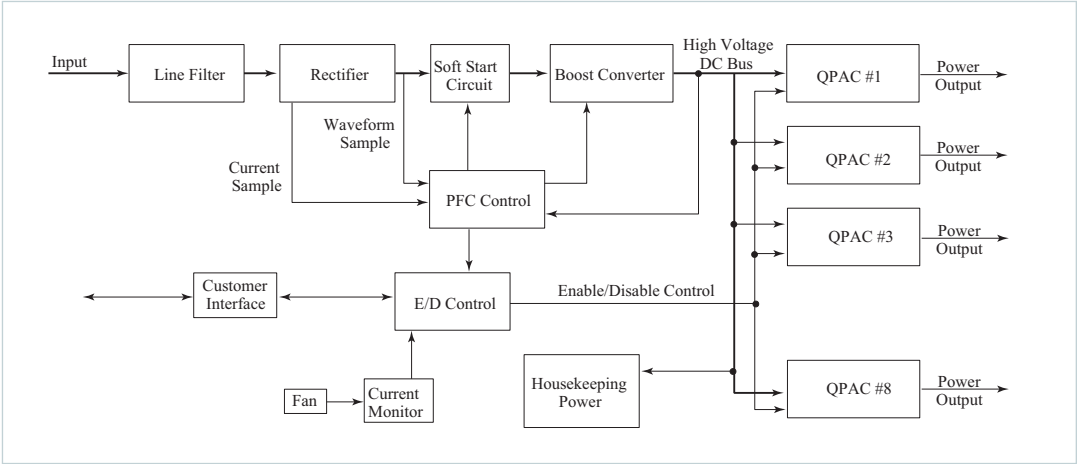 Input
Line Filter
Rectifier
Soft Start
Circuit
Boost Converter
High Voltage
DC Bus
QPAC #1
Power
Output
Waveform
Sample
Current
Sample
PFC Control
QPAC #2
Power
Output
QPAC #3
Power
Output
Customer
Interface
E/D Control
Enable/Disable Control
Fan
Current
Monitor
Housekeeping
Power
QPAC #8
Power
Output